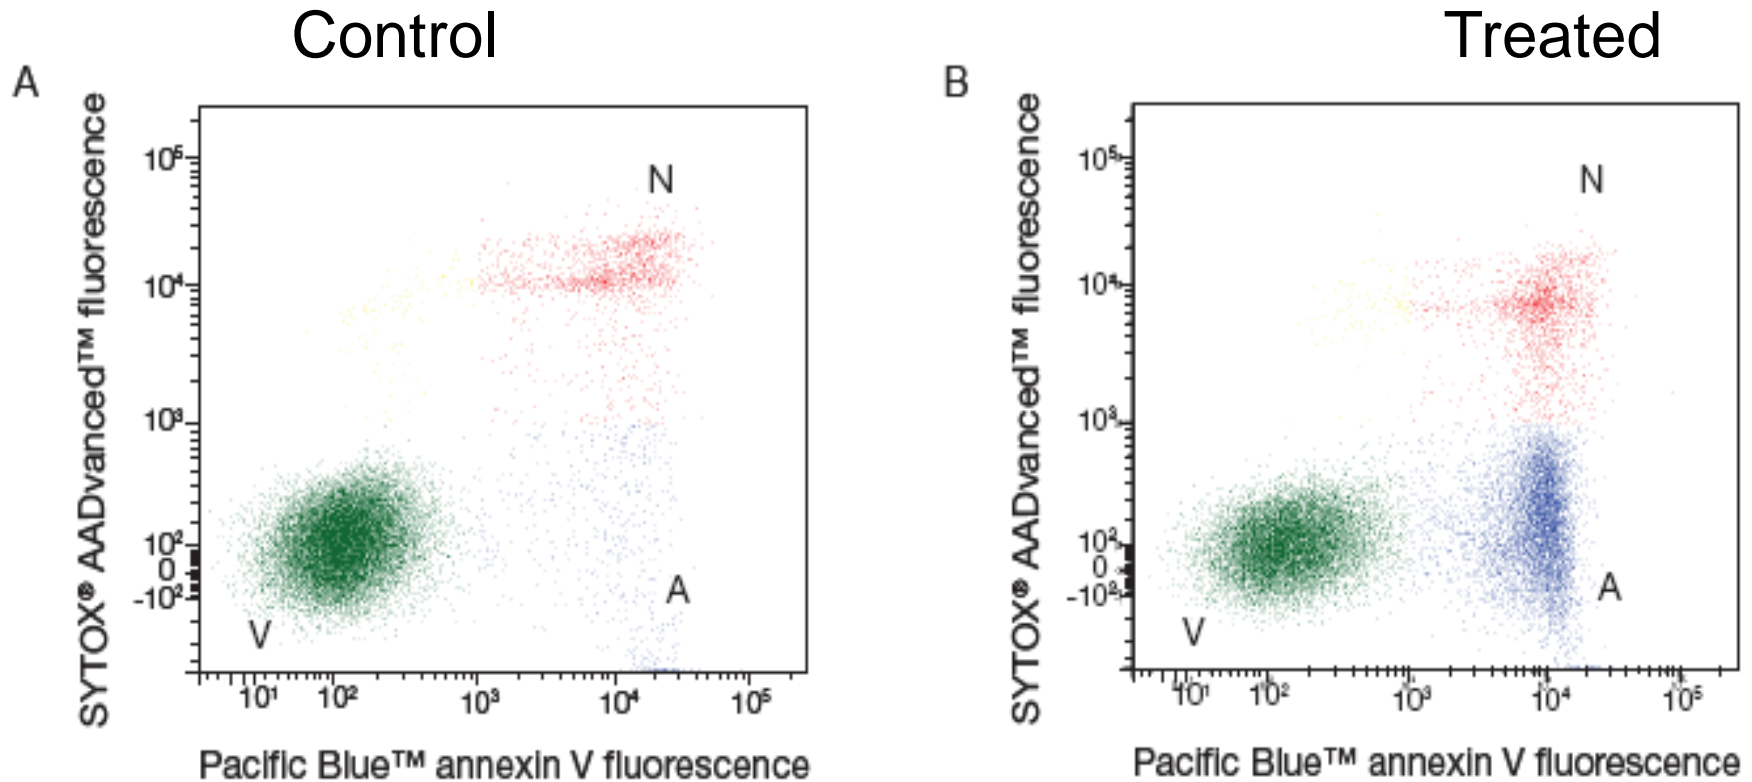 Control
Treated
A
SYTOX® AADvanced™ fluorescence
10⁵
10⁴
10³
10²
0
-10²
N
A
V
10¹ 10² 10³ 10⁴ 10⁵
Pacific Blue™ annexin V fluorescence
B
SYTOX® AADvanced™ fluorescence
10⁵
10⁴
10³
10²
0
-10²
N
A
V
10¹ 10² 10³ 10⁴ 10⁵
Pacific Blue™ annexin V fluorescence